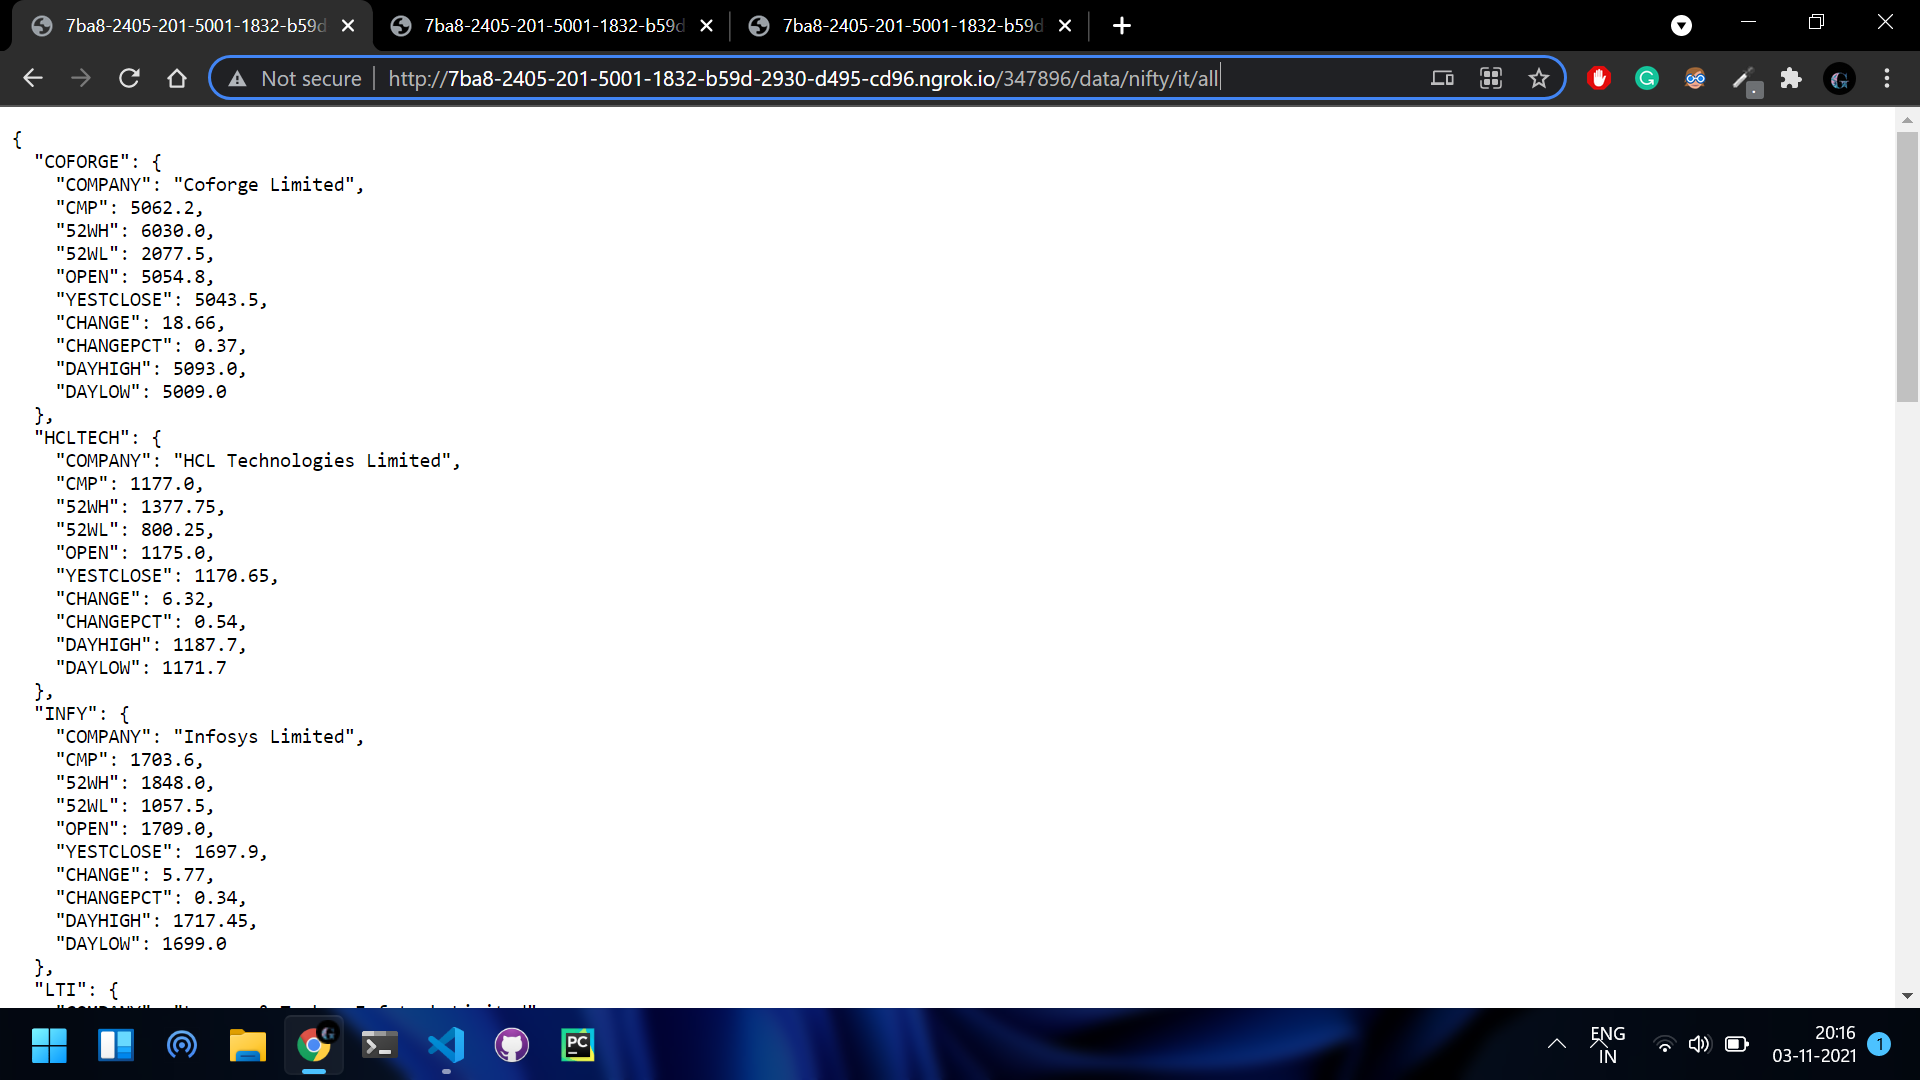 7ba8-2405-201-5001-1832-b59d
7ba8-2405-201-5001-1832-b59d
7ba8-2405-201-5001-1832-b59d
Not secure
http://7ba8-2405-201-5001-1832-b59d-2930-d495-cd96.ngrok.io/347896/data/nifty/it/all
{
"COFORGE": {
"COMPANY": "Coforge Limited",
"CMP": 5062.2,
"52WH": 6030.0,
"52WL": 2077.5,
"OPEN": 5054.8,
"YESTCLOSE": 5043.5,
"CHANGE": 18.66,
"CHANGEPCT": 0.37,
"DAYHIGH": 5093.0,
"DAYLOW": 5009.0
},
"HCLTECH": {
"COMPANY": "HCL Technologies Limited",
"CMP": 1177.0,
"52WH": 1377.75,
"52WL": 800.25,
"OPEN": 1175.0,
"YESTCLOSE": 1170.65,
"CHANGE": 6.32,
"CHANGEPCT": 0.54,
"DAYHIGH": 1187.7,
"DAYLOW": 1171.7
},
"INFY": {
"COMPANY": "Infosys Limited",
"CMP": 1703.6,
"52WH": 1848.0,
"52WL": 1057.5,
"OPEN": 1709.0,
"YESTCLOSE": 1697.9,
"CHANGE": 5.77,
"CHANGEPCT": 0.34,
"DAYHIGH": 1717.45,
"DAYLOW": 1699.0
},
"LTI": {
PC
ENG
IN
20:16
03-11-2021
1